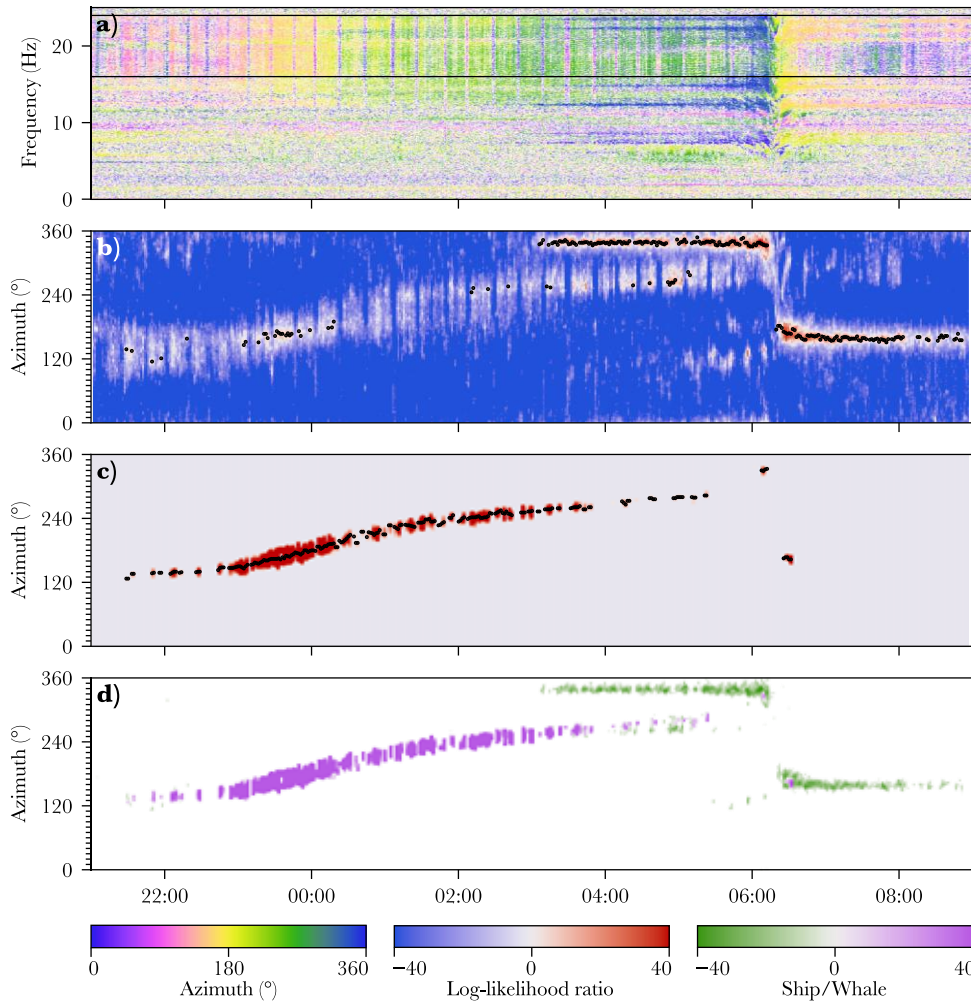 a)
20
10
0
Frequency (Hz)
b)
360
240
120
0
Azimuth (°)
c)
360
240
120
0
Azimuth (°)
d)
360
240
120
0
Azimuth (°)
22:00 00:00 02:00 04:00 06:00 08:00
0 180 360
Azimuth (°)
−40 0 40
Log-likelihood ratio
−40 0 40
Ship/Whale